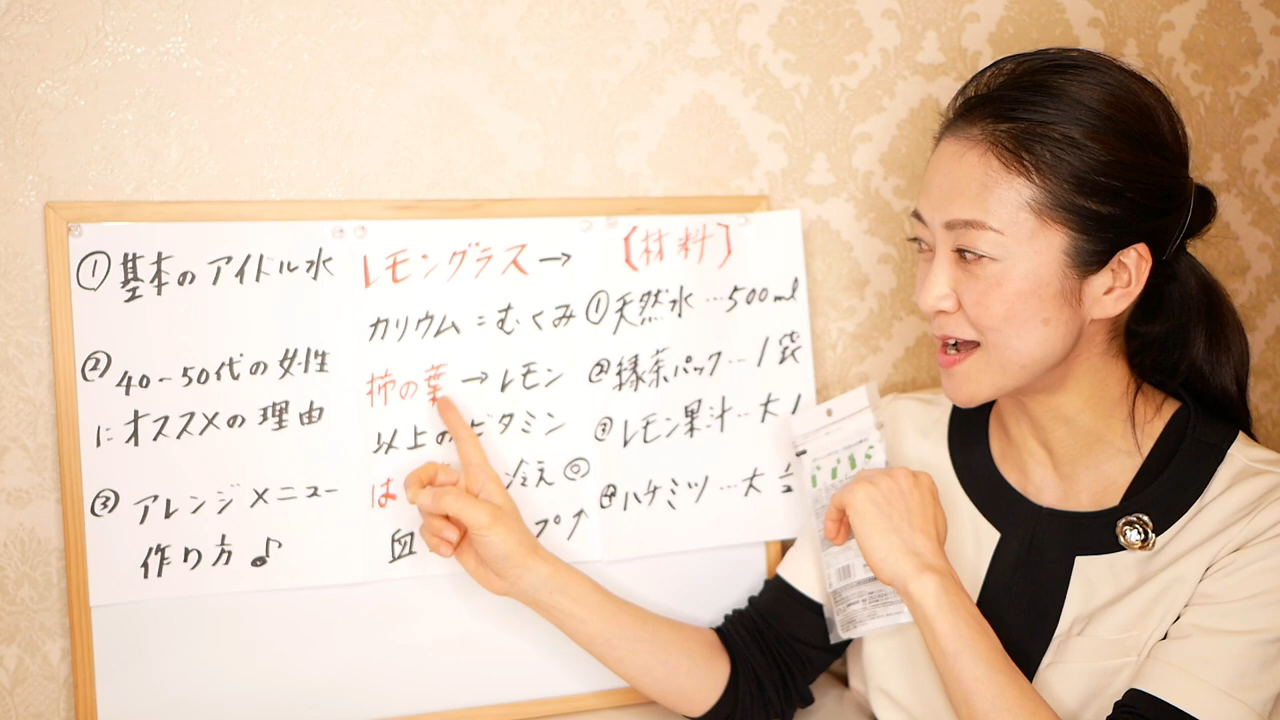 ①基本のアイドル水
②40-50代の女性
にオススメの理由
③アレンジメニュー
作り方♪
レモングラス→
カリウム=むくみ
柿の葉→レモン
以上のビタミン
は
冷え◎
血
プ↑
〔材料〕
①天然水…500ml
②緑茶パック…1袋
③レモン果汁…大1
④ハチミツ…大½